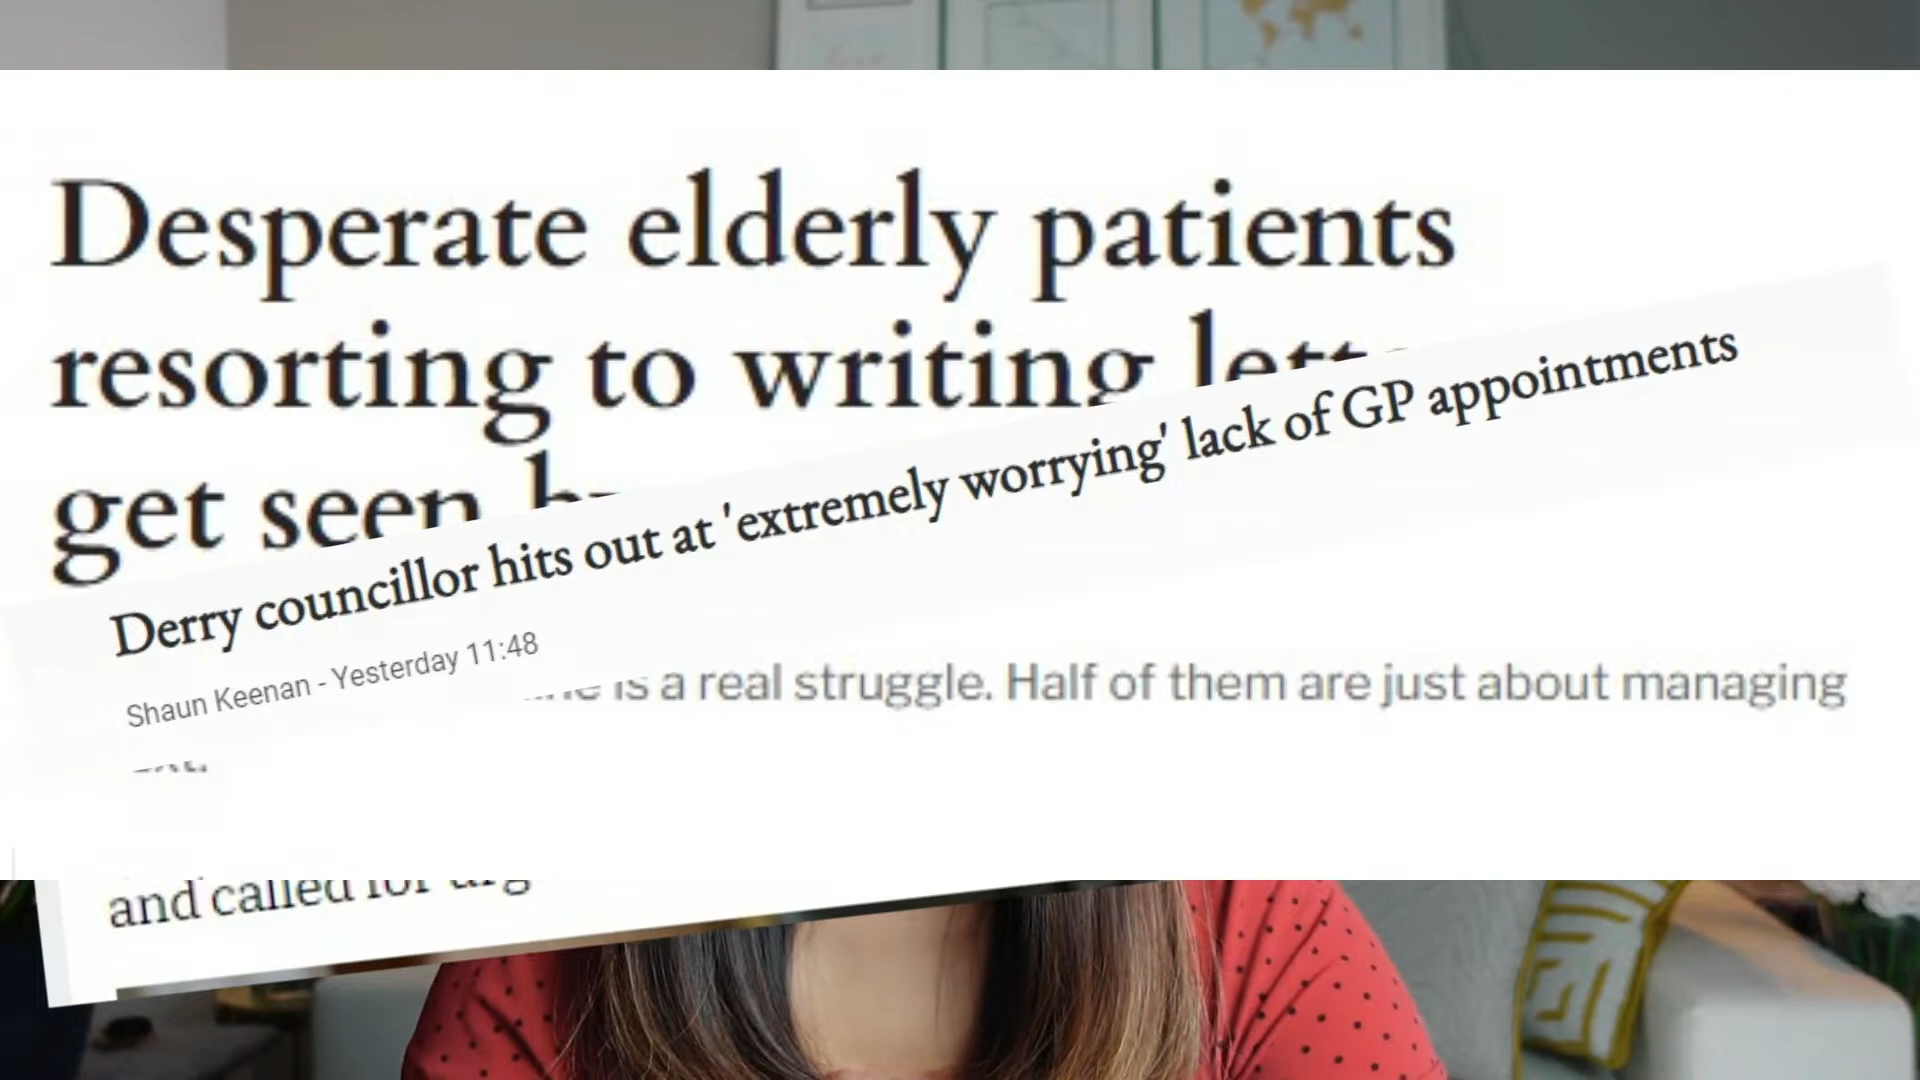 Desperate elderly patients
resorting to writing
get seen
Derry councillor hits out at 'extremely worrying' lack of GP appointments
Shaun Keenan - Yesterday 11:48
is a real struggle. Half of them are just about managing
and called for